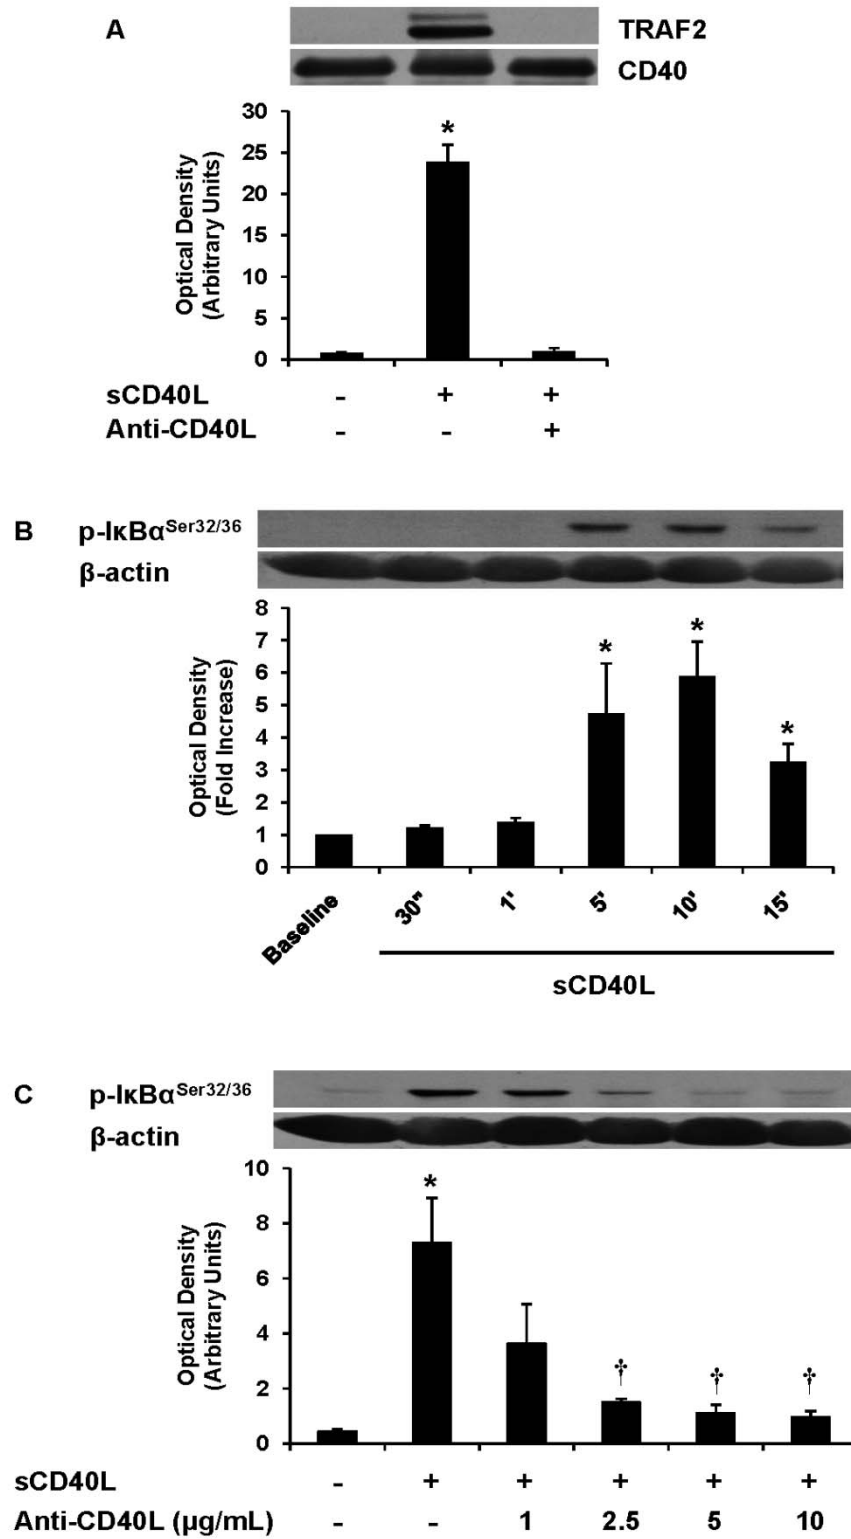 A
TRAF2
CD40
30
25
20
15
10
5
0
Optical Density
(Arbitrary Units)
*
sCD40L - + +
Anti-CD40L - - +
B
p-IκBα^Ser32/36
β-actin
8
7
6
5
4
3
2
1
0
Optical Density
(Fold Increase)
* * *
Baseline 30" 1' 5' 10' 15'
sCD40L
C
p-IκBα^Ser32/36
β-actin
10
8
6
4
2
0
Optical Density
(Arbitrary Units)
* † † †
sCD40L - + + + + +
Anti-CD40L (μg/mL) - - 1 2.5 5 10